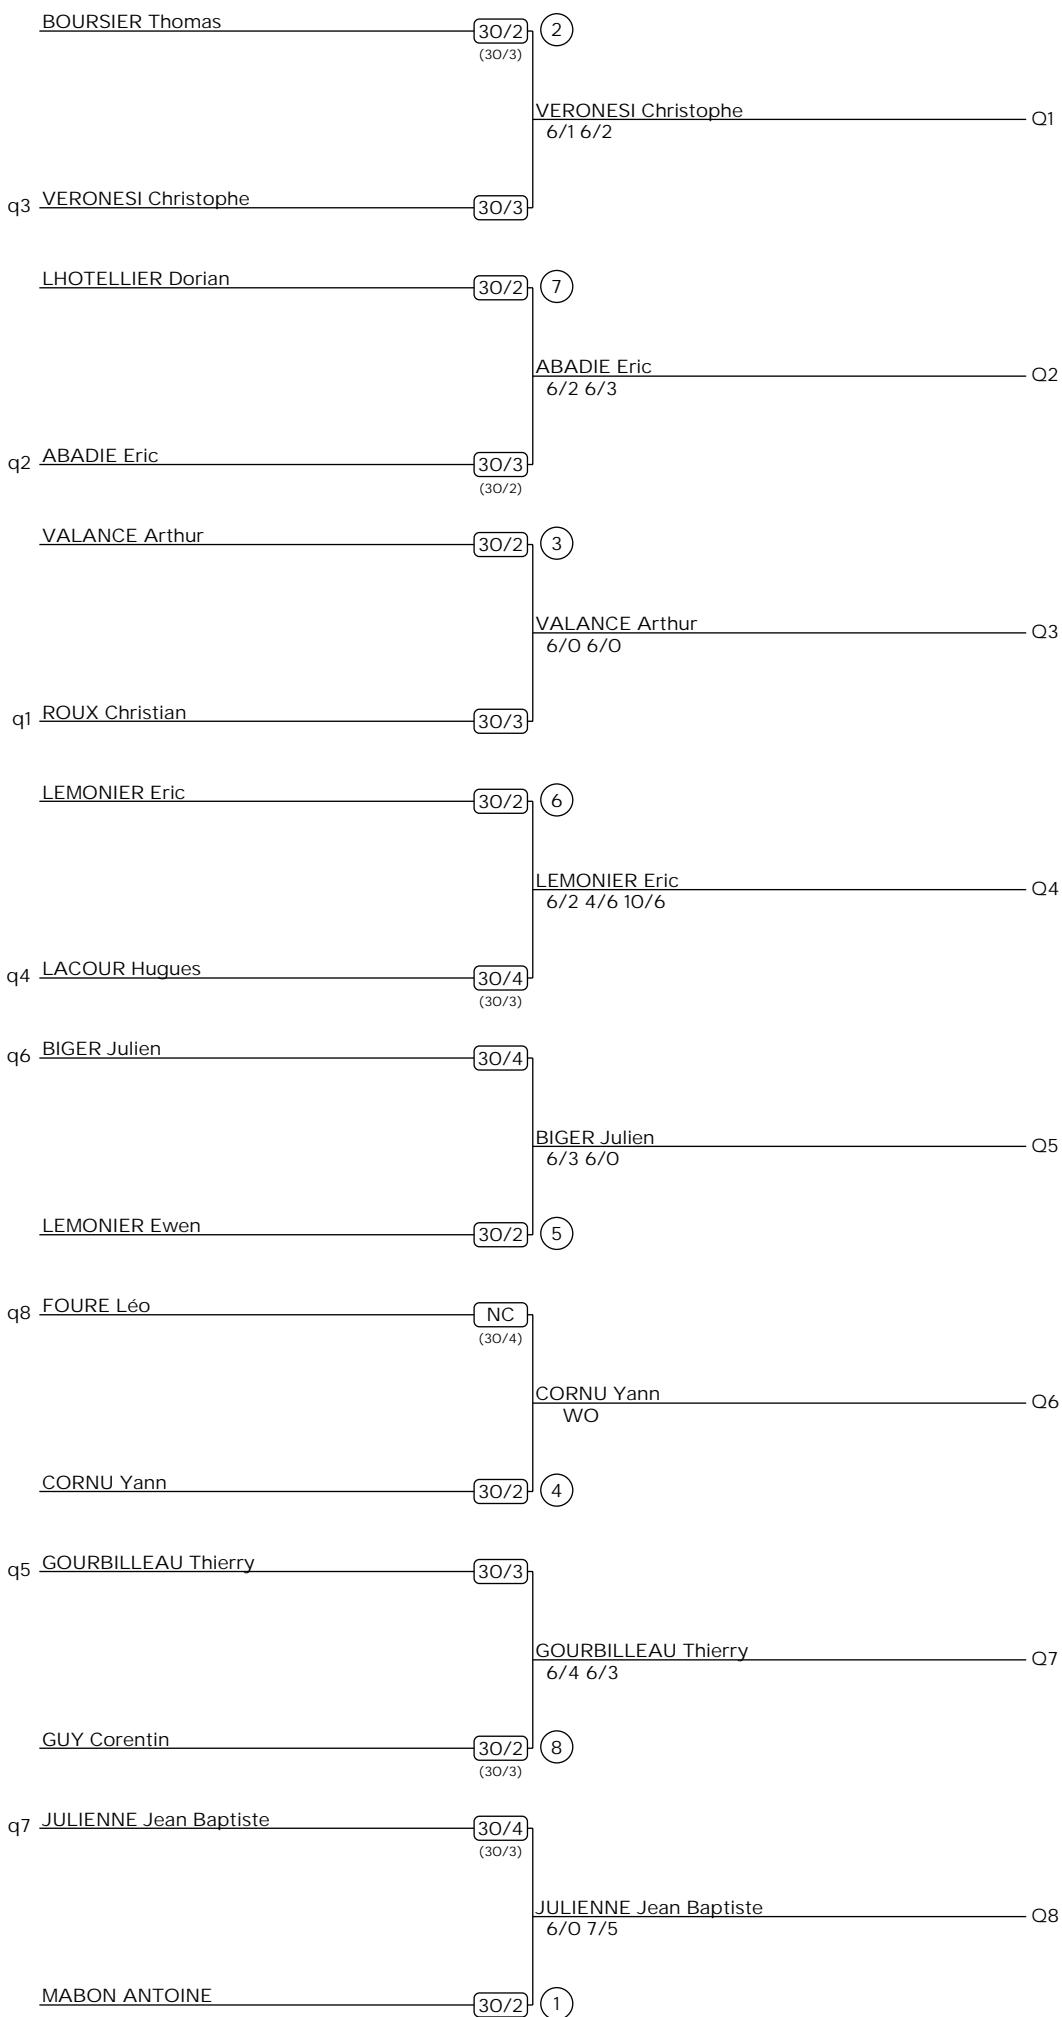 BOURSIER Thomas
30/2 2
(30/3)
VERONESI Christophe
6/1 6/2
Q1
q3 VERONESI Christophe
30/3
LHOTELLIER Dorian
30/2 7
ABADIE Eric
6/2 6/3
Q2
q2 ABADIE Eric
30/3
(30/2)
VALANCE Arthur
30/2 3
VALANCE Arthur
6/0 6/0
Q3
q1 ROUX Christian
30/3
LEMONIER Eric
30/2 6
LEMONIER Eric
6/2 4/6 10/6
Q4
q4 LACOUR Hugues
30/4
(30/3)
q6 BIGER Julien
30/4
BIGER Julien
6/3 6/0
Q5
LEMONIER Ewen
30/2 5
q8 FOURE Léo
NC
(30/4)
CORNU Yann
WO
Q6
CORNU Yann
30/2 4
q5 GOURBILLEAU Thierry
30/3
GOURBILLEAU Thierry
6/4 6/3
Q7
GUY Corentin
30/2 8
(30/3)
q7 JULIENNE Jean Baptiste
30/4
(30/3)
JULIENNE Jean Baptiste
6/0 7/5
Q8
MABON ANTOINE
30/2 1